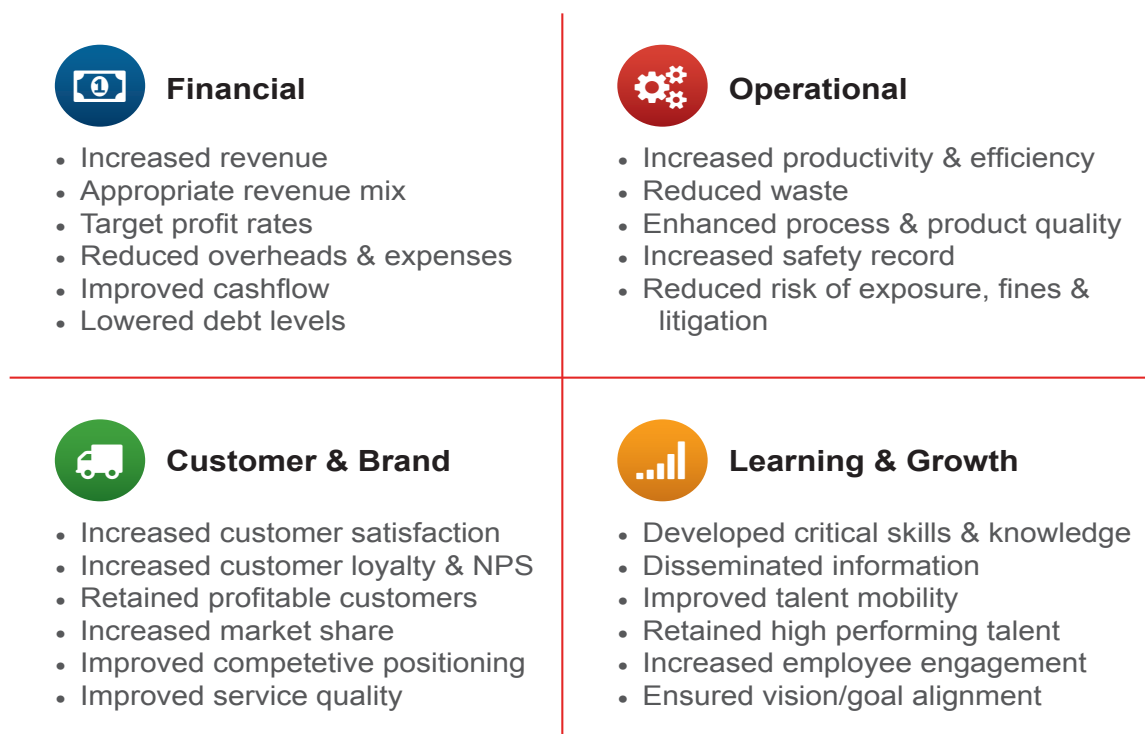 Financial
• Increased revenue
• Appropriate revenue mix
• Target profit rates
• Reduced overheads & expenses
• Improved cashflow
• Lowered debt levels
Operational
• Increased productivity & efficiency
• Reduced waste
• Enhanced process & product quality
• Increased safety record
• Reduced risk of exposure, fines &
litigation
Customer & Brand
• Increased customer satisfaction
• Increased customer loyalty & NPS
• Retained profitable customers
• Increased market share
• Improved competetive positioning
• Improved service quality
Learning & Growth
• Developed critical skills & knowledge
• Disseminated information
• Improved talent mobility
• Retained high performing talent
• Increased employee engagement
• Ensured vision/goal alignment